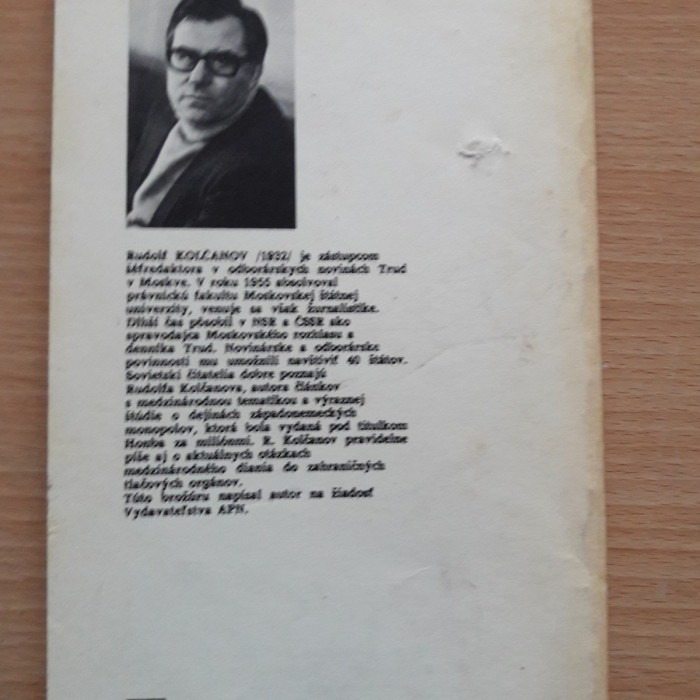 Rudolf KOLČANOV /1932/ je zástupcom
šéfredaktora v odborárskych novinách Trud
v Moskve. V roku 1955 absolvoval
právnickú fakultu Moskovskej štátnej
univerzity, venuje sa však žurnalistike.
Dlhší čas pôsobil v NSR a ČSSR ako
spravodajca Moskovského rozhlasu a
denníka Trud. Novinárske a odborárske
povinnosti mu umožnili navštíviť 40 štátov.
Sovietski čitatelia dobre poznajú
Rudolfa Kolčanova, autora článkov
s medzinárodnou tematikou a výraznej
štúdie o dejinách západonemeckých
monopolov, ktorá bola vydaná pod titulkom
Honba za miliónmi. R. Kolčanov pravidelne
píše aj o aktuálnych otázkach
medzinárodného diania do zahraničných
tlačových orgánov.
Túto brožúru napísal autor na žiadosť
Vydavateľstva APN.